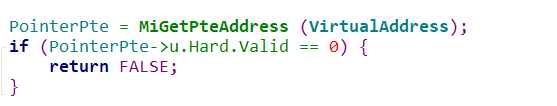 PointerPte = MiGetPteAddress (VirtualAddress);
if (PointerPte->u.Hard.Valid == 0) {
    return FALSE;
}